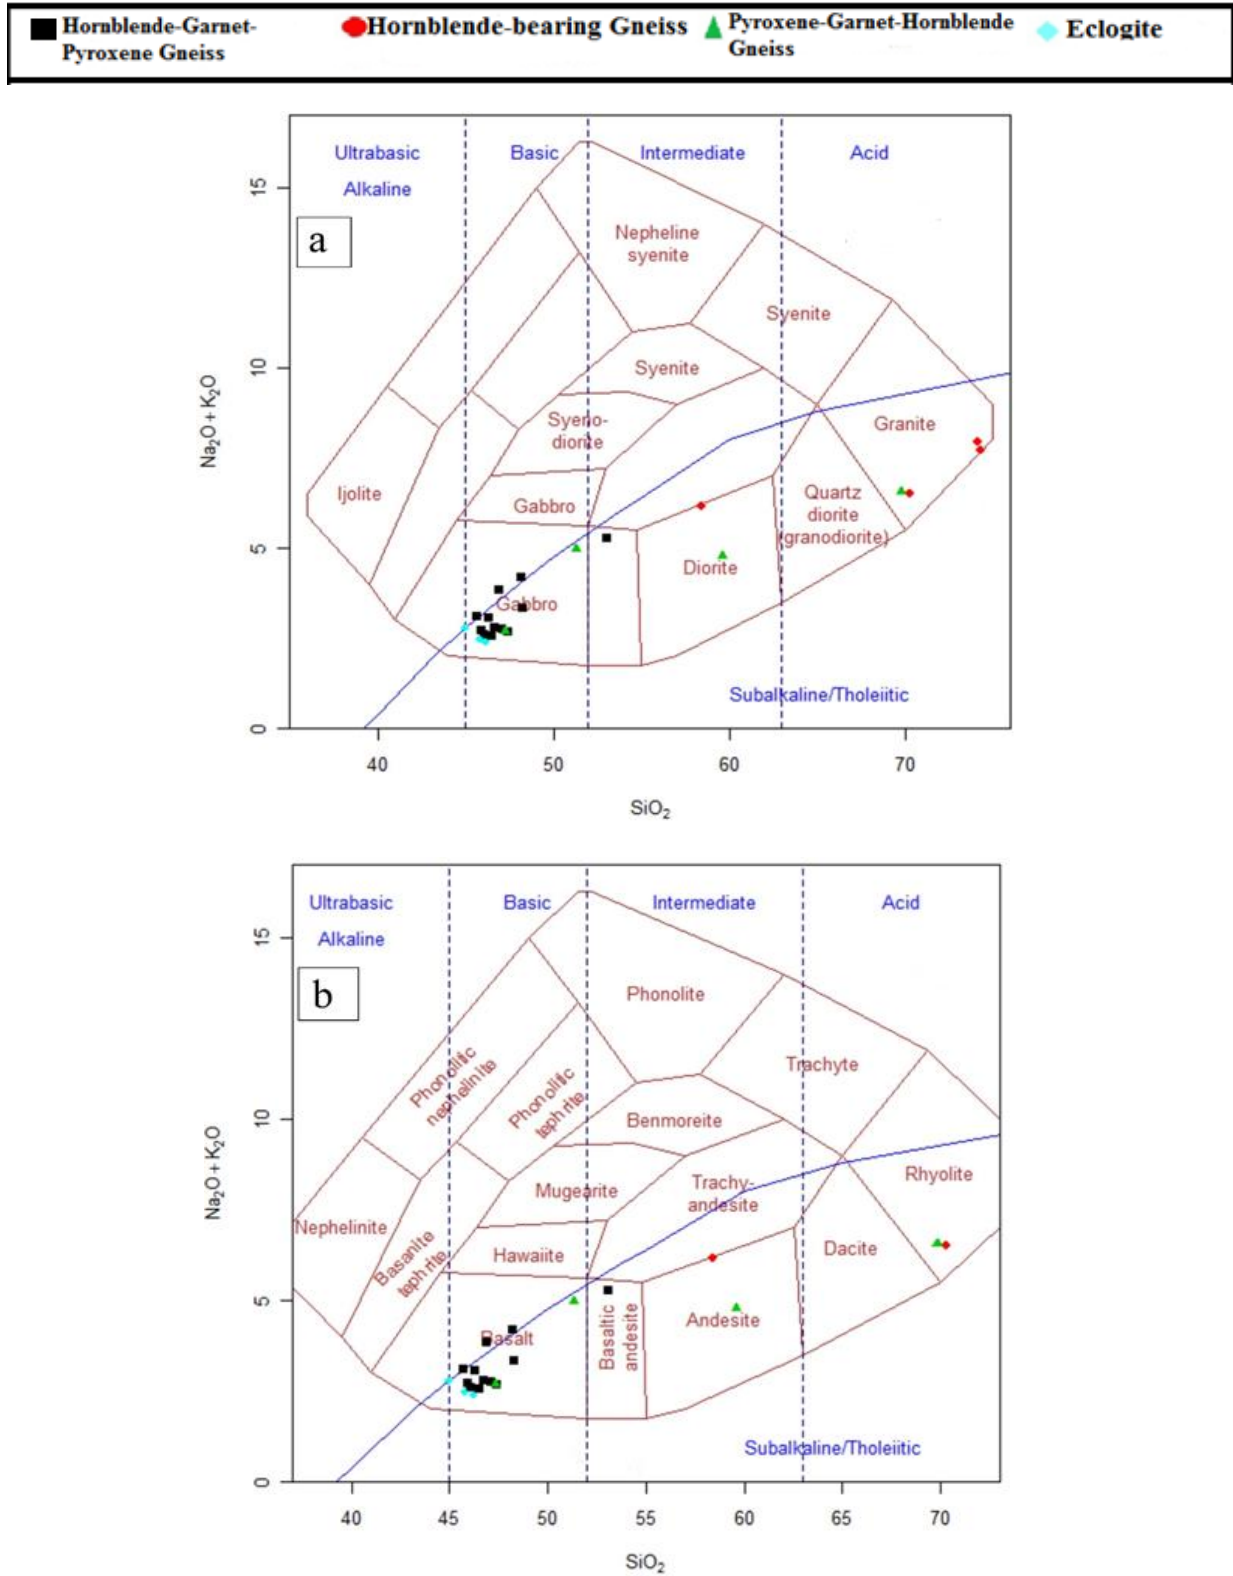 Hornblende-Garnet-
Pyroxene Gneiss
Hornblende-bearing Gneiss
Pyroxene-Garnet-Hornblende
Gneiss
Eclogite
Ultrabasic
Basic
Intermediate
Acid
Alkaline
a
Nepheline
syenite
Syenite
Syenite
Syeno-
diorite
Granite
Ijolite
Gabbro
Quartz
diorite
(granodiorite)
Diorite
Gabbro
Subalkaline/Tholeiitic
Na₂O + K₂O
0
5
10
15
40
50
60
70
SiO₂
Ultrabasic
Basic
Intermediate
Acid
Alkaline
b
Phonolite
Trachyte
Phonolitic
nephelinite
Phonolitic
tephrite
Benmoreite
Mugearite
Trachy-
andesite
Rhyolite
Nephelinite
Basanite
tephrite
Hawaiite
Dacite
Basalt
Basaltic
andesite
Andesite
Subalkaline/Tholeiitic
Na₂O + K₂O
0
5
10
15
40
45
50
55
60
65
70
SiO₂